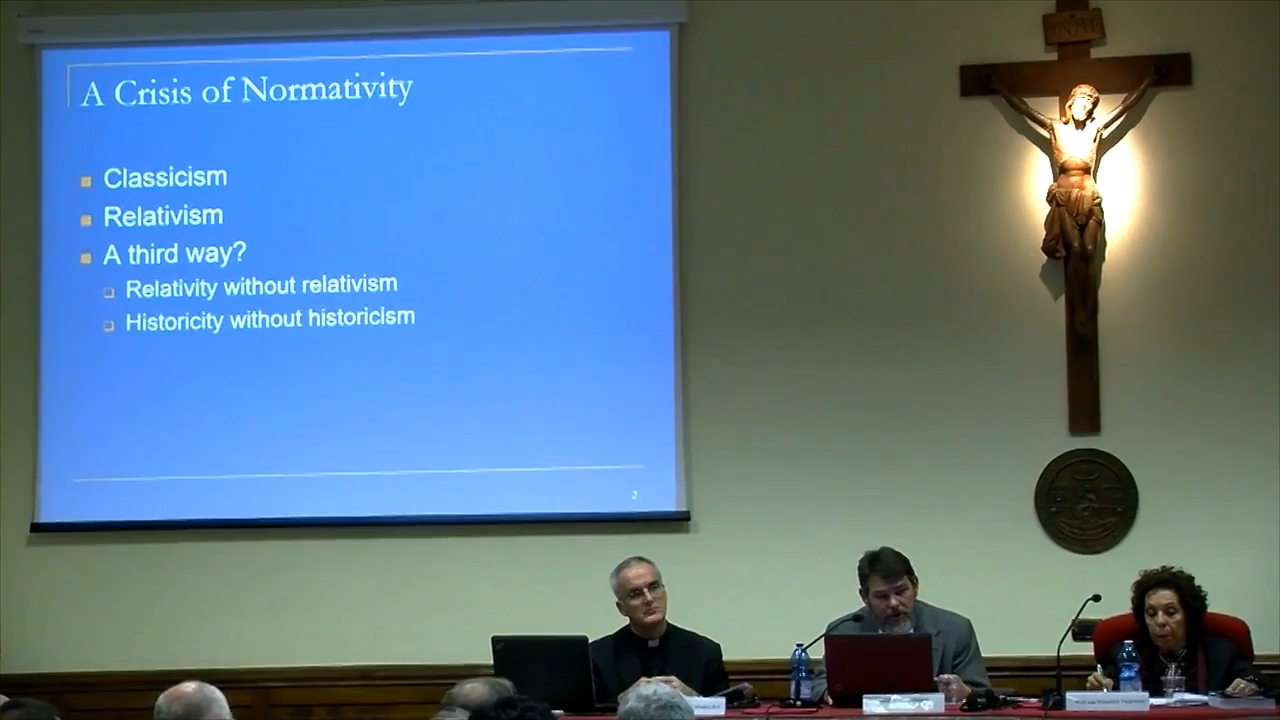 A Crisis of Normativity
Classicism
Relativism
A third way?
Relativity without relativism
Historicity without historicism
2
INRI